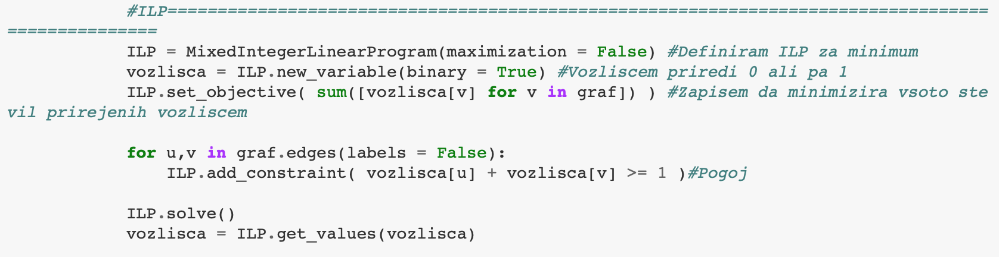 #ILP==================================================================================
===============
ILP = MixedIntegerLinearProgram(maximization = False) #Definiram ILP za minimum
vozlisca = ILP.new_variable(binary = True) #Vozliscem priredi 0 ali pa 1
ILP.set_objective( sum([vozlisca[v] for v in graf]) ) #Zapisem da minimizira vsoto ste
vil prirejenih vozliscem
for u,v in graf.edges(labels = False):
ILP.add_constraint( vozlisca[u] + vozlisca[v] >= 1 )#Pogoj
ILP.solve()
vozlisca = ILP.get_values(vozlisca)